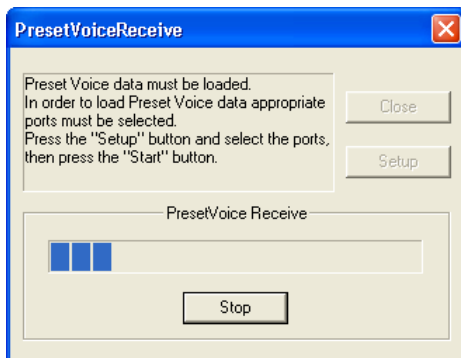 PresetVoiceReceive
Preset Voice data must be loaded.
In order to load Preset Voice data appropriate
ports must be selected.
Press the "Setup" button and select the ports,
then press the "Start" button.
Close
Setup
PresetVoice Receive
Stop